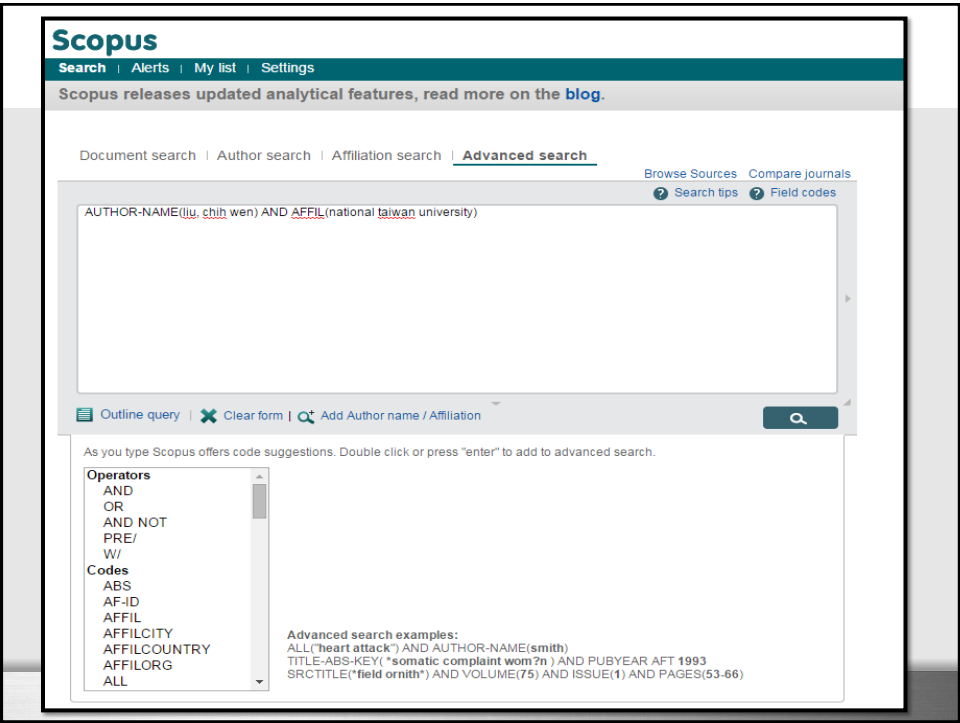 Scopus
Search | Alerts | My list | Settings
Scopus releases updated analytical features, read more on the blog.
Document search | Author search | Affiliation search | Advanced search
Browse Sources Compare journals
? Search tips ? Field codes
AUTHOR-NAME(liu, chih wen) AND AFFIL(national taiwan university)
Outline query | Clear form | Add Author name / Affiliation
As you type Scopus offers code suggestions. Double click or press "enter" to add to advanced search.
Operators
AND
OR
AND NOT
PRE/
W/
Codes
ABS
AF-ID
AFFIL
AFFILCITY
AFFILCOUNTRY
AFFILORG
ALL
Advanced search examples:
ALL("heart attack") AND AUTHOR-NAME(smith)
TITLE-ABS-KEY( *somatic complaint wom?n ) AND PUBYEAR AFT 1993
SRCTITLE(*field ornith*) AND VOLUME(75) AND ISSUE(1) AND PAGES(53-66)